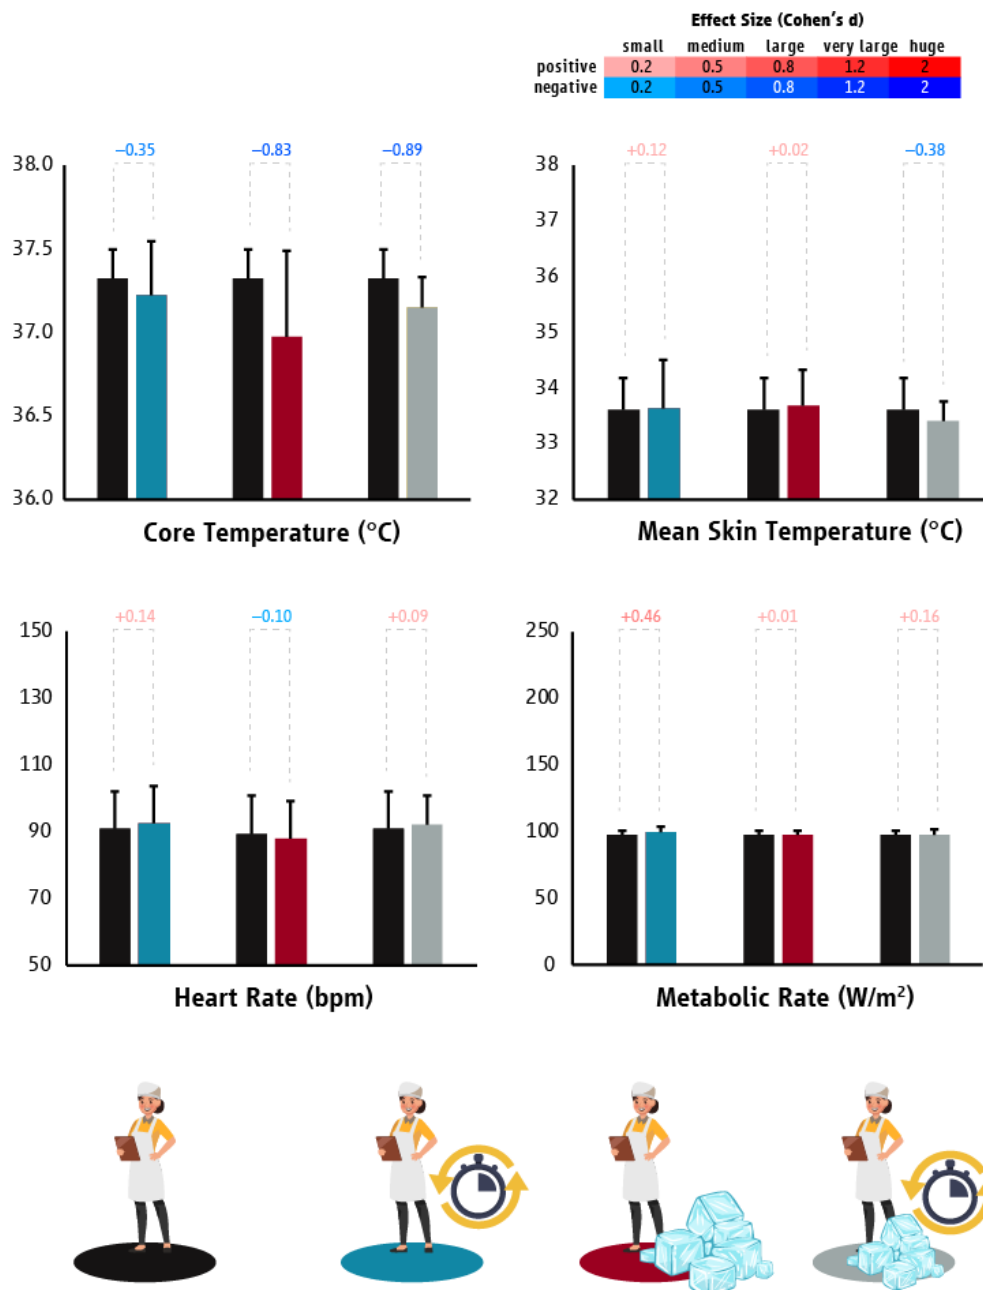 Effect Size (Cohen's d)
small medium large very large huge
positive 0.2 0.5 0.8 1.2 2
negative 0.2 0.5 0.8 1.2 2
−0.35 −0.83 −0.89
38.0
37.5
37.0
36.5
36.0
Core Temperature (°C)
+0.12 +0.02 −0.38
38
37
36
34
33
32
Mean Skin Temperature (°C)
+0.14 −0.10 +0.09
150
130
110
90
70
50
Heart Rate (bpm)
+0.46 +0.01 +0.16
250
200
150
100
50
0
Metabolic Rate (W/m²)